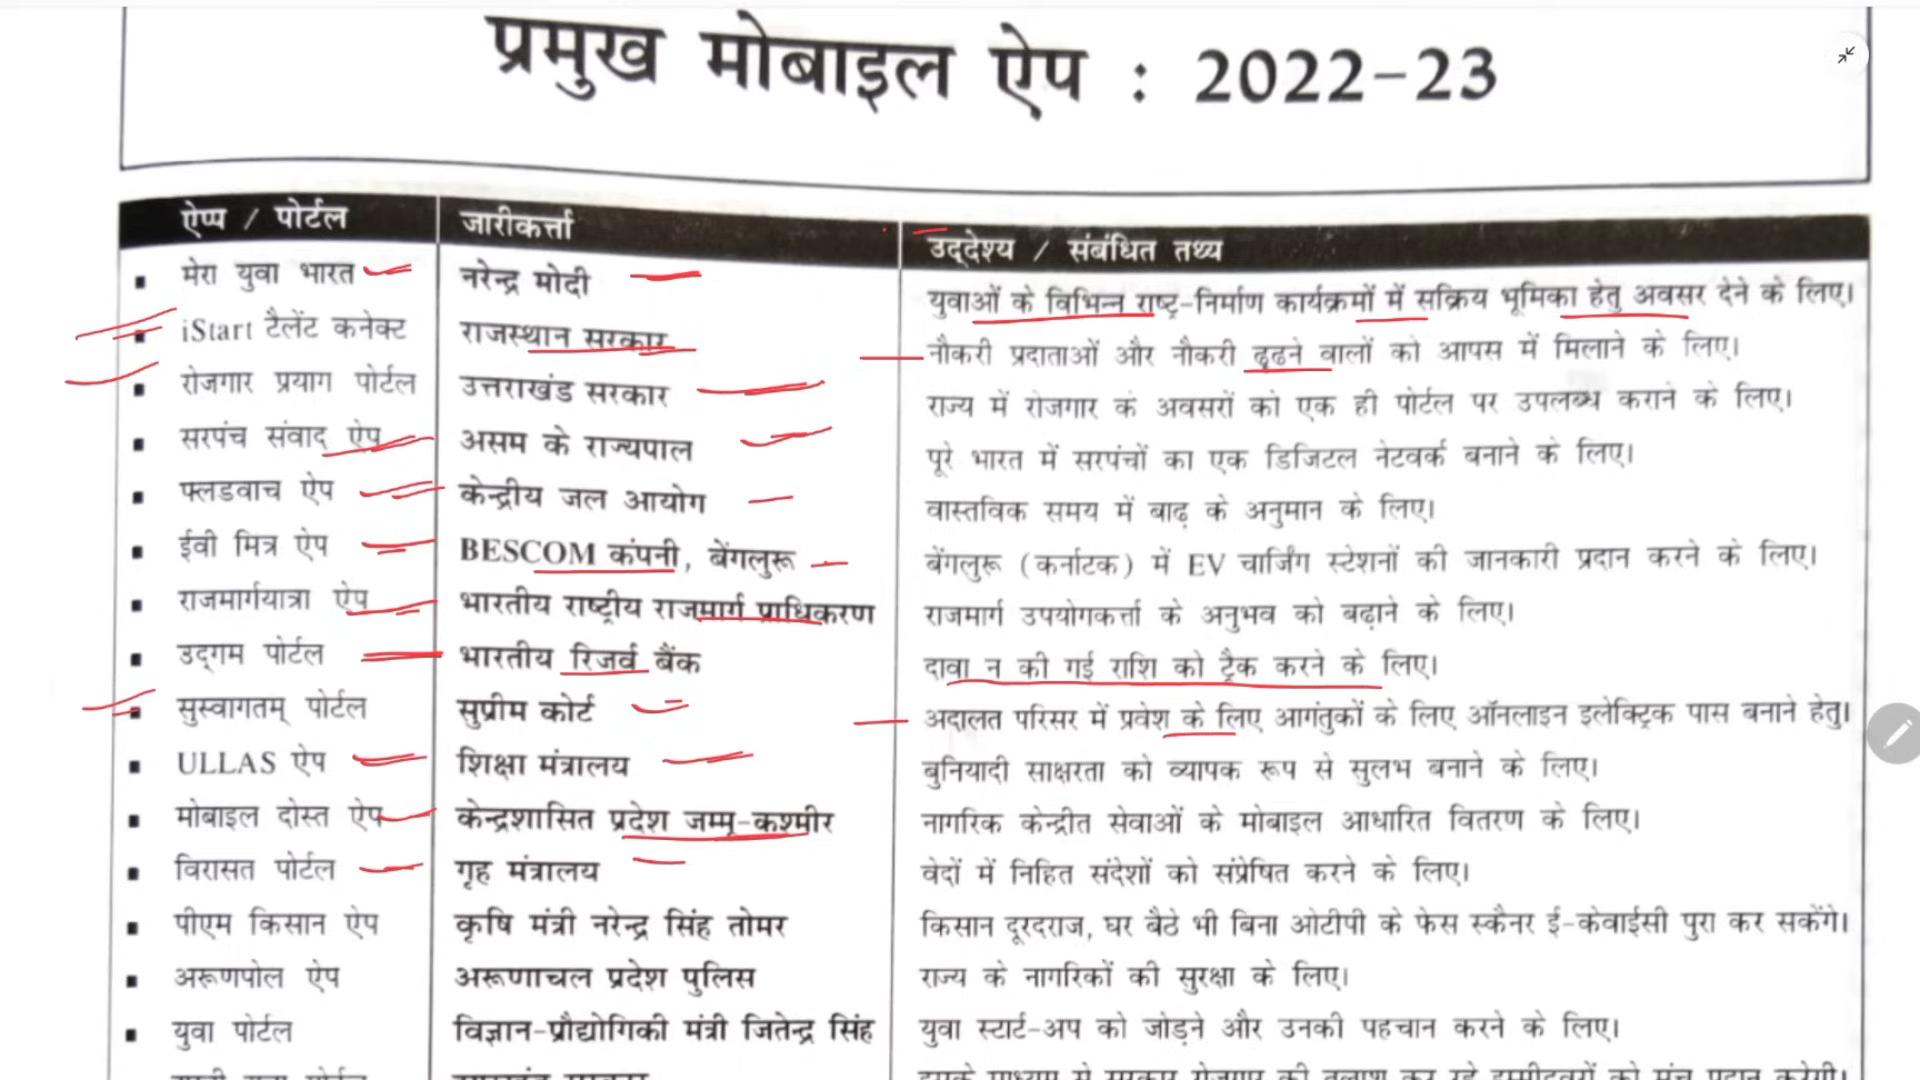 प्रमुख मोबाइल ऐप : 2022-23
ऐप्प / पोर्टल जारीकर्त्ता उद्देश्य / संबंधित तथ्य
▪ मेरा युवा भारत नरेन्द्र मोदी युवाओं के विभिन्न राष्ट्र-निर्माण कार्यक्रमों में सक्रिय भूमिका हेतु अवसर देने के लिए।
▪ iStart टैलेंट कनेक्ट राजस्थान सरकार नौकरी प्रदाताओं और नौकरी ढूढने वालों को आपस में मिलाने के लिए।
▪ रोजगार प्रयाग पोर्टल उत्तराखंड सरकार राज्य में रोजगार के अवसरों को एक ही पोर्टल पर उपलब्ध कराने के लिए।
▪ सरपंच संवाद ऐप असम के राज्यपाल पूरे भारत में सरपंचों का एक डिजिटल नेटवर्क बनाने के लिए।
▪ फ्लडवाच ऐप केन्द्रीय जल आयोग वास्तविक समय में बाढ़ के अनुमान के लिए।
▪ ईवी मित्र ऐप BESCOM कंपनी, बेंगलुरू बेंगलुरू (कर्नाटक) में EV चार्जिंग स्टेशनों की जानकारी प्रदान करने के लिए।
▪ राजमार्गयात्रा ऐप भारतीय राष्ट्रीय राजमार्ग प्राधिकरण राजमार्ग उपयोगकर्त्ता के अनुभव को बढ़ाने के लिए।
▪ उद्गम पोर्टल भारतीय रिजर्व बैंक दावा न की गई राशि को ट्रैक करने के लिए।
▪ सुस्वागतम् पोर्टल सुप्रीम कोर्ट अदालत परिसर में प्रवेश के लिए आगंतुकों के लिए ऑनलाइन इलेक्ट्रिक पास बनाने हेतु।
▪ ULLAS ऐप शिक्षा मंत्रालय बुनियादी साक्षरता को व्यापक रूप से सुलभ बनाने के लिए।
▪ मोबाइल दोस्त ऐप केन्द्रशासित प्रदेश जम्मू-कश्मीर नागरिक केन्द्रीत सेवाओं के मोबाइल आधारित वितरण के लिए।
▪ विरासत पोर्टल गृह मंत्रालय वेदों में निहित संदेशों को संप्रेषित करने के लिए।
▪ पीएम किसान ऐप कृषि मंत्री नरेन्द्र सिंह तोमर किसान दूरदराज, घर बैठे भी बिना ओटीपी के फेस स्कैनर ई-केवाईसी पुरा कर सकेंगे।
▪ अरूणपोल ऐप अरूणाचल प्रदेश पुलिस राज्य के नागरिकों की सुरक्षा के लिए।
▪ युवा पोर्टल विज्ञान-प्रौद्योगिकी मंत्री जितेन्द्र सिंह युवा स्टार्ट-अप को जोड़ने और उनकी पहचान करने के लिए।